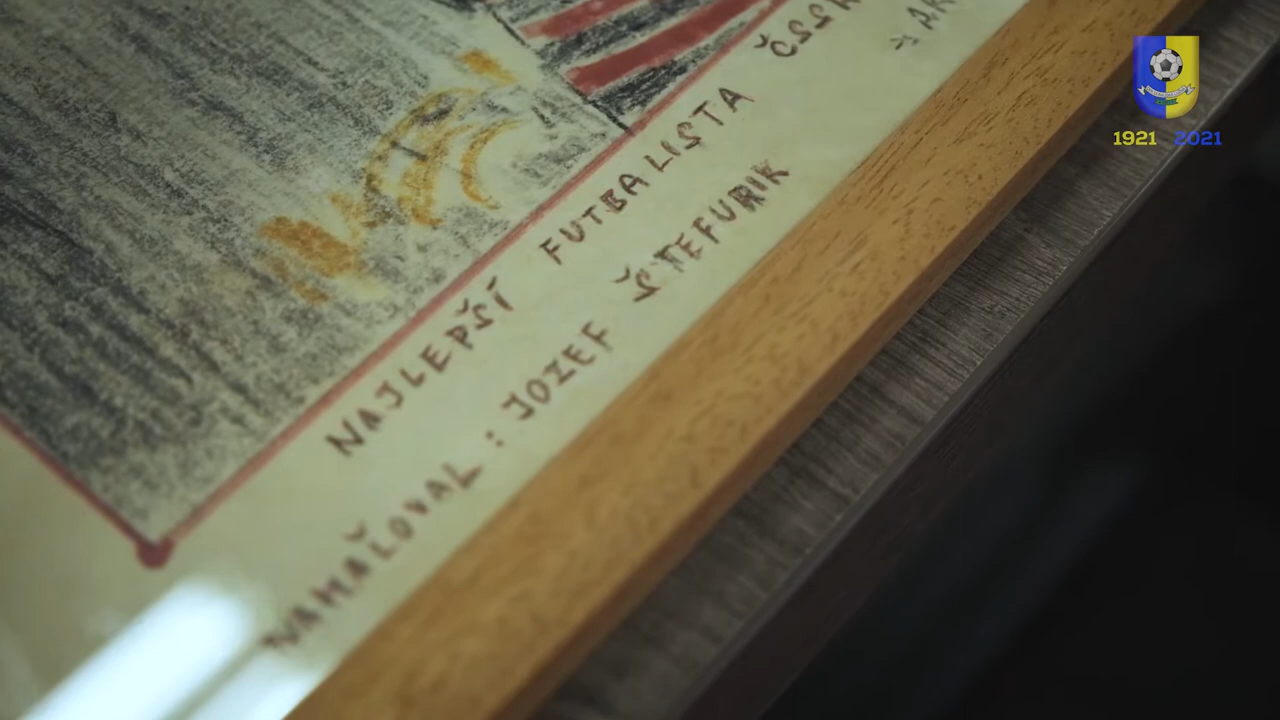 NAJLEPŠÍ FUTBALISTA ČSSR
NAMAĽOVAL : JOZEF ŠTEFURIK
1921 2021